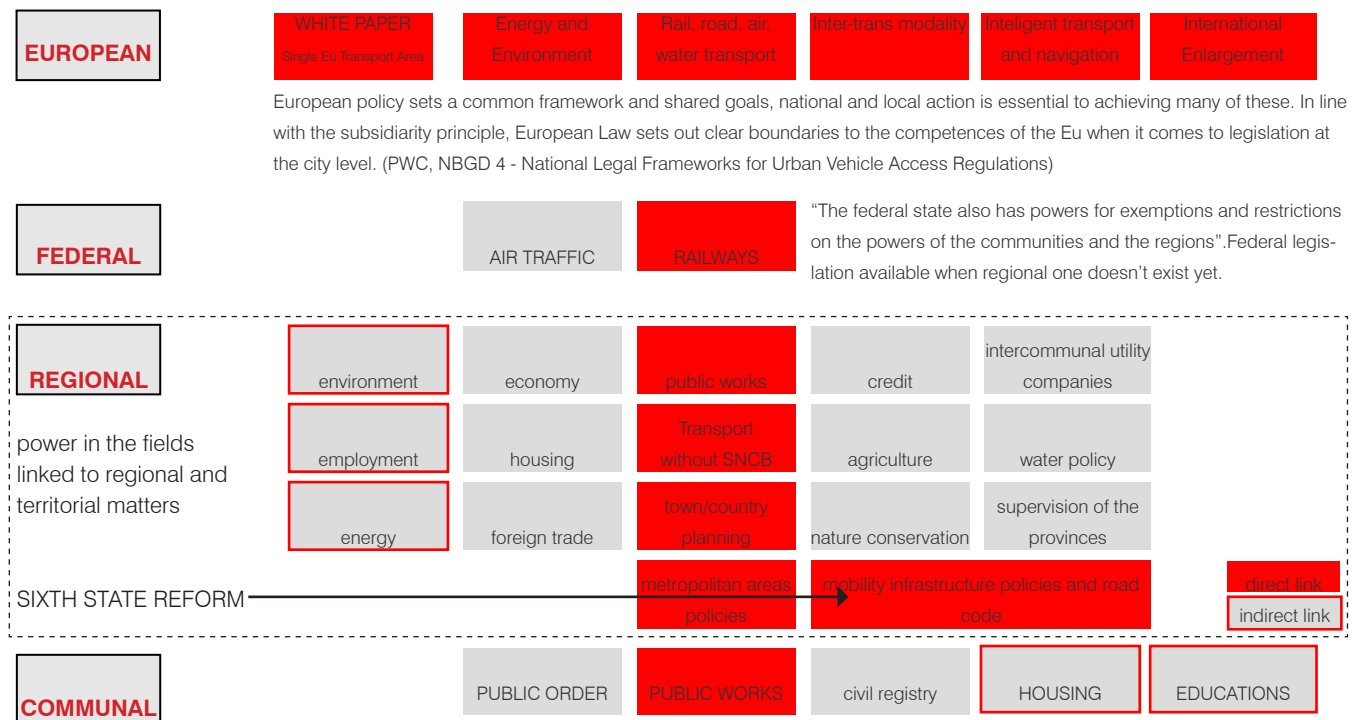 EUROPEAN
WHITE PAPER
Single Eu Transport Area
Energy and
Environment
Rail, road, air,
water transport
Inter-trans modality
Inteligent transport
and navigation
International
Enlargement
European policy sets a common framework and shared goals, national and local action is essential to achieving many of these. In line
with the subsidiarity principle, European Law sets out clear boundaries to the competences of the Eu when it comes to legislation at
the city level. (PWC, NBGD 4 - National Legal Frameworks for Urban Vehicle Access Regulations)
FEDERAL
AIR TRAFFIC
RAILWAYS
“The federal state also has powers for exemptions and restrictions
on the powers of the communities and the regions”.Federal legis-
lation available when regional one doesn’t exist yet.
REGIONAL
power in the fields
linked to regional and
territorial matters
environment
economy
public works
credit
intercommunal utility
companies
employment
housing
Transport
without SNCB
agriculture
water policy
energy
foreign trade
town/country
planning
nature conservation
supervision of the
provinces
SIXTH STATE REFORM
metropolitan areas
policies
mobility infrastructure policies and road
code
direct link
indirect link
COMMUNAL
PUBLIC ORDER
PUBLIC WORKS
civil registry
HOUSING
EDUCATIONS